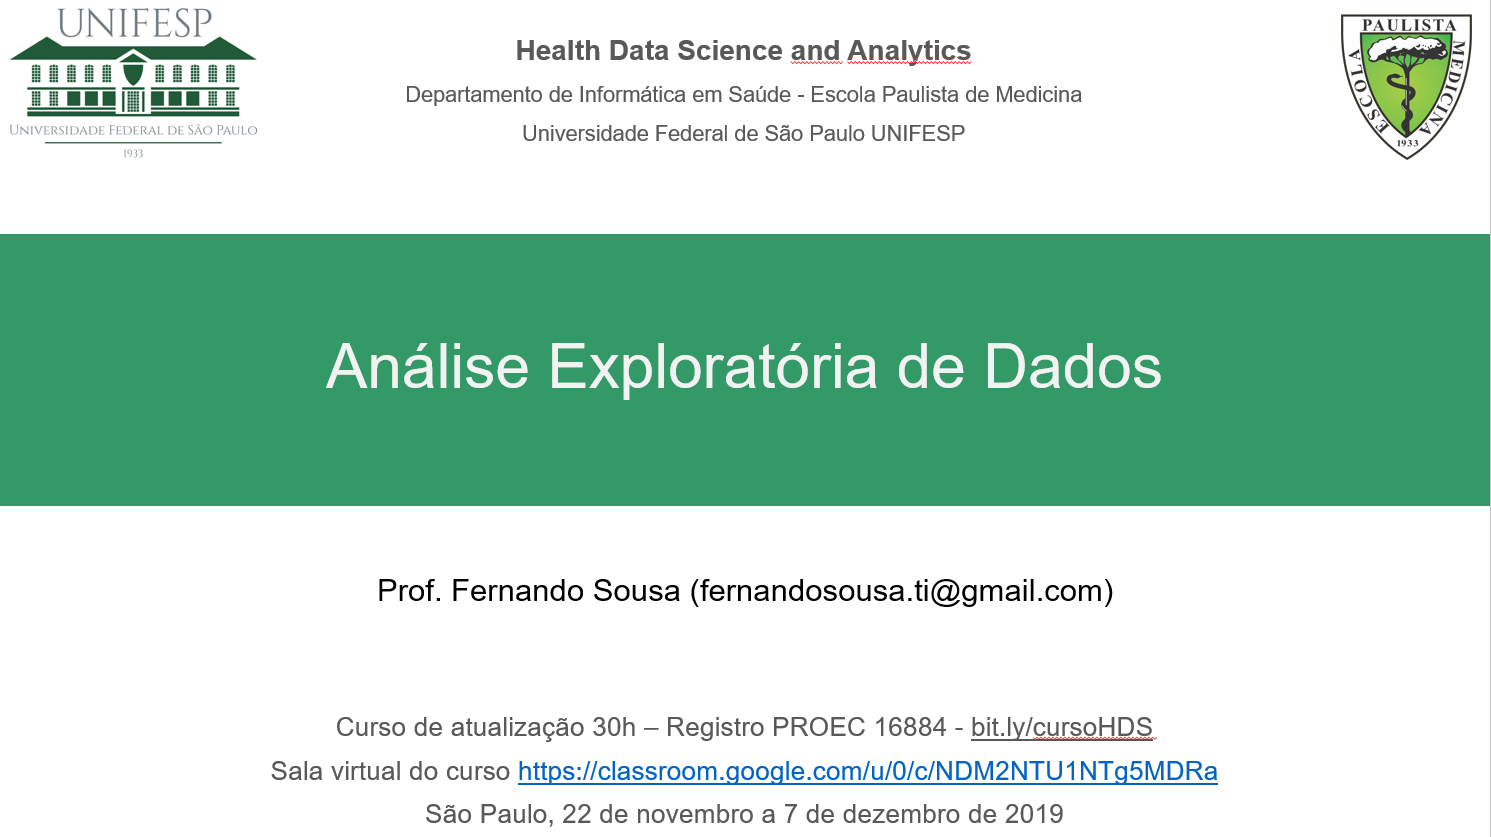 UNIFESP
UNIVERSIDADE FEDERAL DE SÃO PAULO
1933
Health Data Science and Analytics
Departamento de Informática em Saúde - Escola Paulista de Medicina
Universidade Federal de São Paulo UNIFESP
ESCOLA PAULISTA MEDICINA
1933
Análise Exploratória de Dados
Prof. Fernando Sousa (fernandosousa.ti@gmail.com)
Curso de atualização 30h – Registro PROEC 16884 - bit.ly/cursoHDS
Sala virtual do curso https://classroom.google.com/u/0/c/NDM2NTU1NTg5MDRa
São Paulo, 22 de novembro a 7 de dezembro de 2019